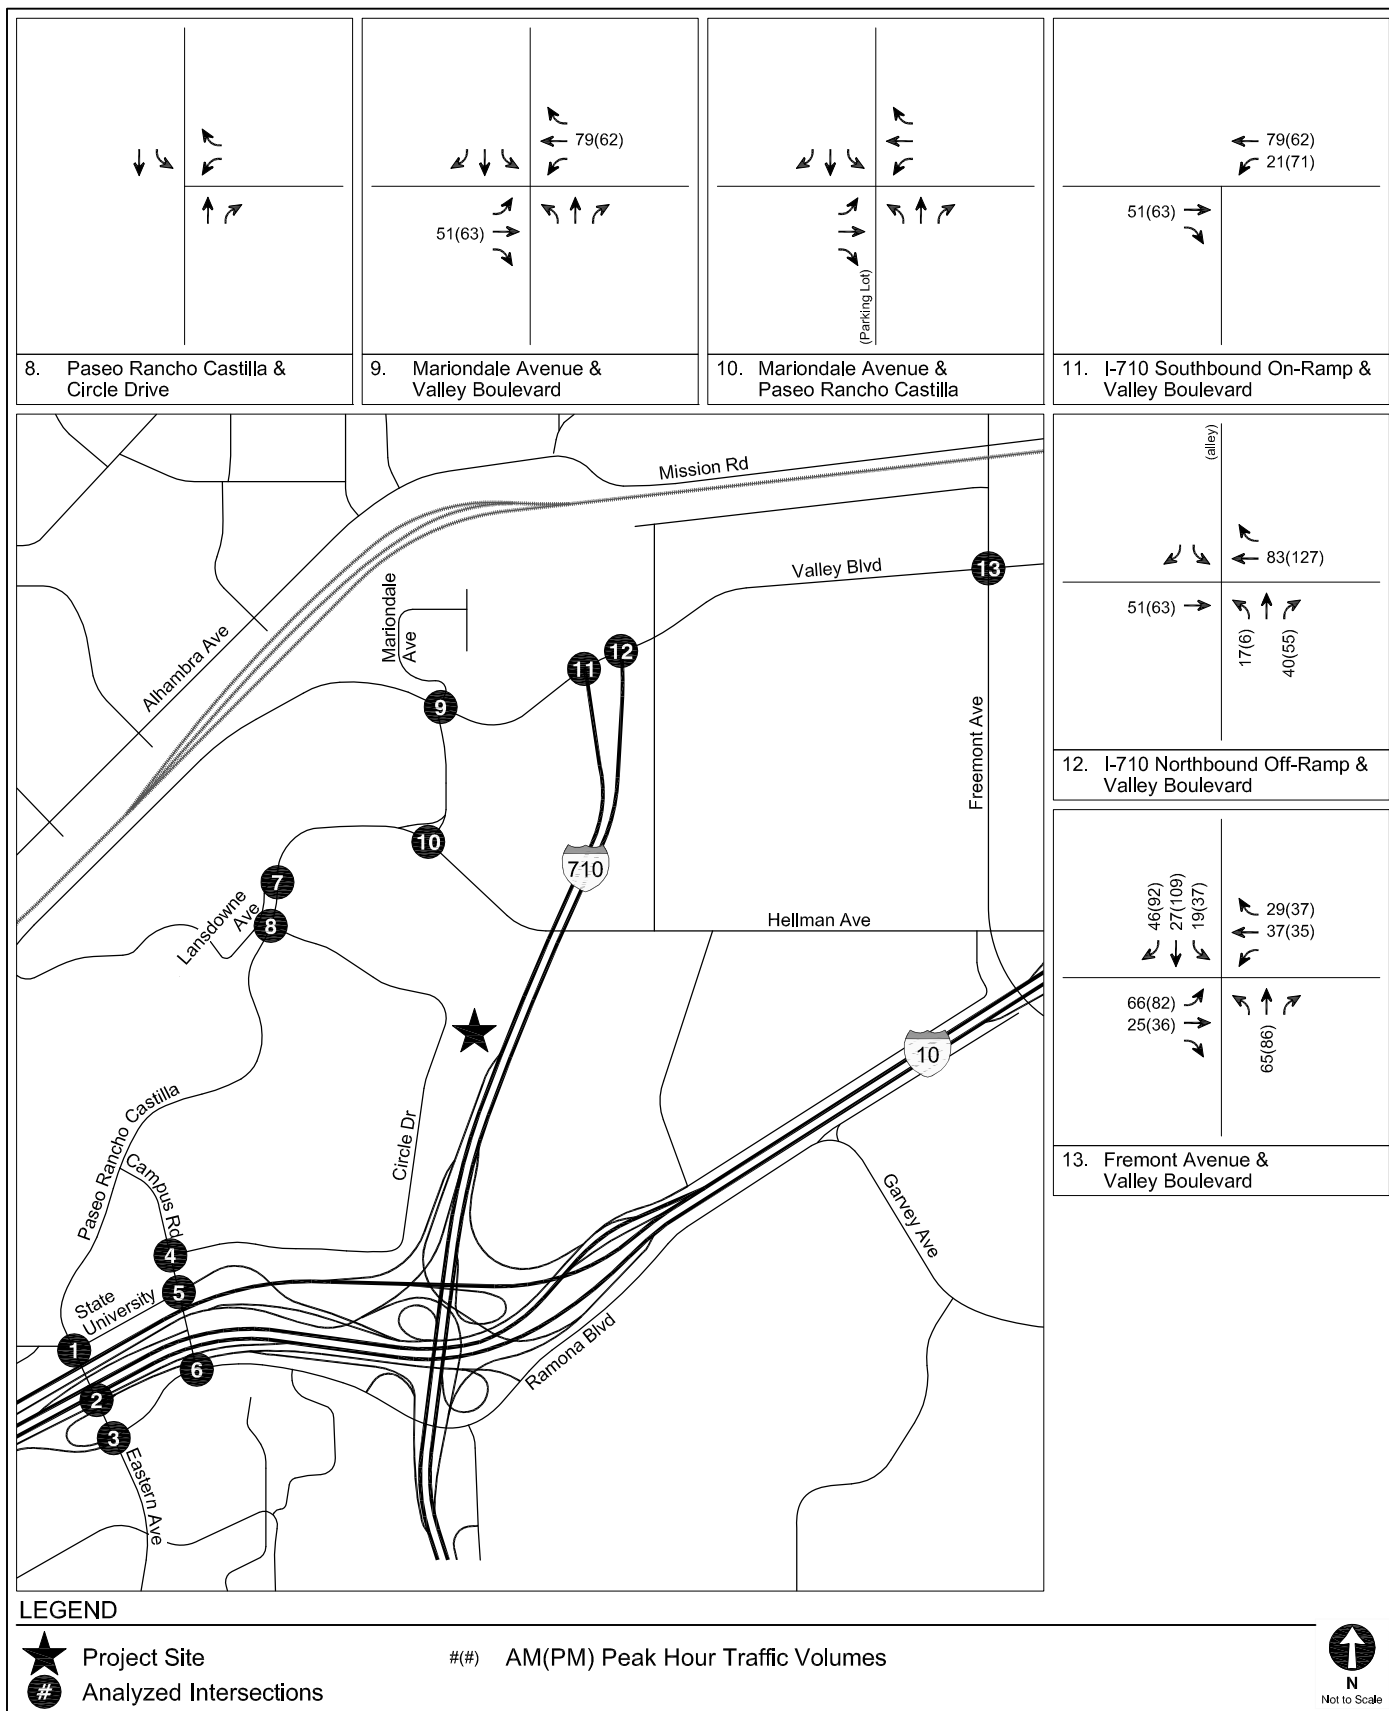 79(62)
51(63)
(Parking Lot)
79(62)
21(71)
51(63)
8. Paseo Rancho Castilla &
Circle Drive
9. Mariondale Avenue &
Valley Boulevard
10. Mariondale Avenue &
Paseo Rancho Castilla
11. I-710 Southbound On-Ramp &
Valley Boulevard
(alley)
83(127)
51(63)
17(6)
40(55)
12. I-710 Northbound Off-Ramp &
Valley Boulevard
46(92)
27(109)
19(37)
29(37)
37(35)
66(82)
25(36)
65(86)
13. Fremont Avenue &
Valley Boulevard
Mission Rd
Valley Blvd
13
Mariondale
Ave
Alhambra Ave
12
11
9
Freemont Ave
10
710
7
8
Lansdowne
Ave
Hellman Ave
10
Paseo Rancho Castilla
Campus Rd
Circle Dr
Garvey Ave
4
5
State
University
1
6
2
3
Ramona Blvd
Eastern Ave
LEGEND
Project Site
#(#) AM(PM) Peak Hour Traffic Volumes
# Analyzed Intersections
N
Not to Scale